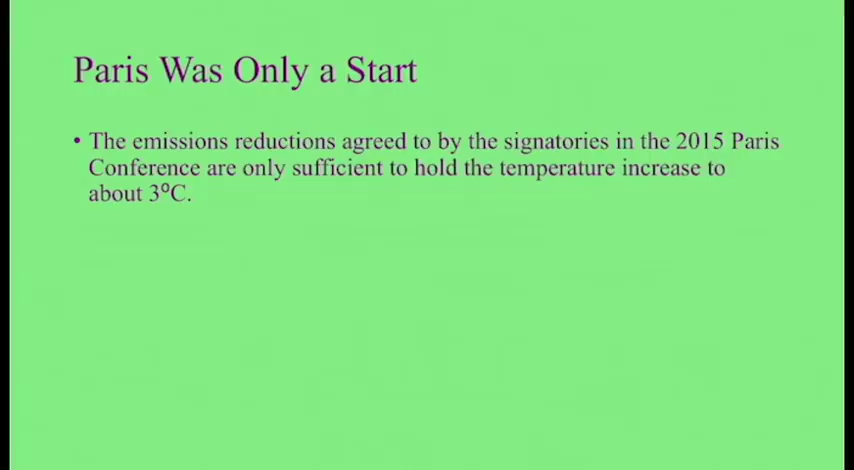 Paris Was Only a Start
• The emissions reductions agreed to by the signatories in the 2015 Paris
Conference are only sufficient to hold the temperature increase to
about 3⁰C.